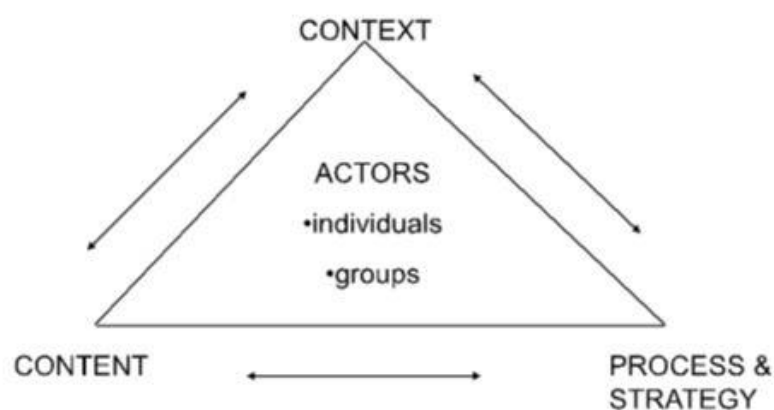 CONTEXT
ACTORS
•individuals
•groups
CONTENT
PROCESS &
STRATEGY